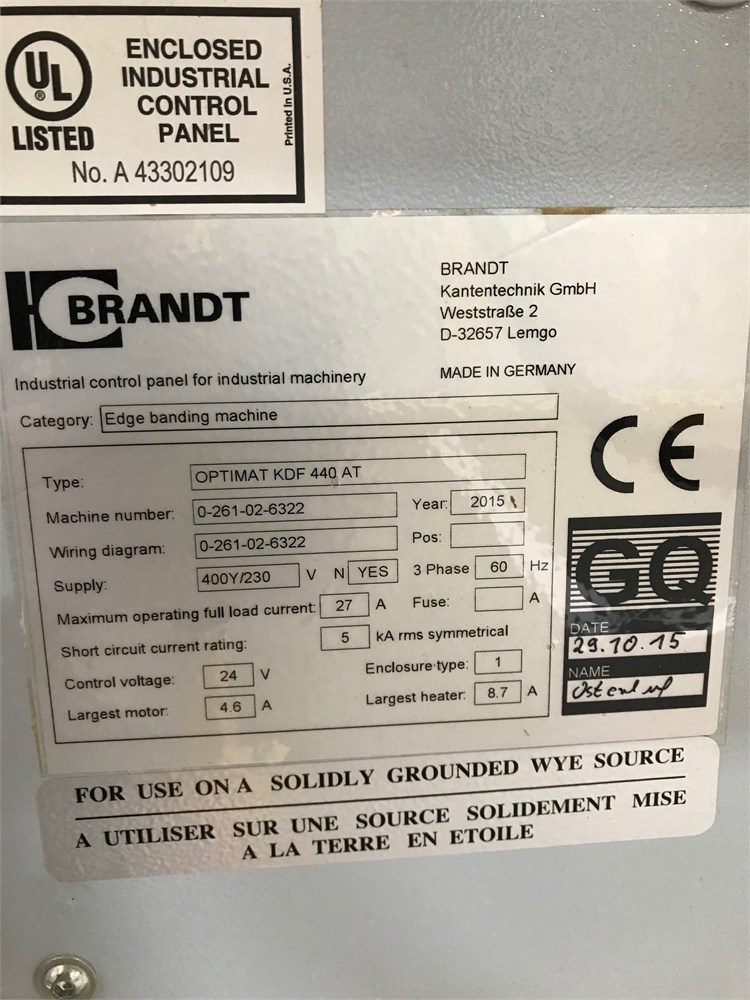 UL
®
LISTED
ENCLOSED
INDUSTRIAL
CONTROL
PANEL
No. A 43302109
Printed in U.S.A.
BRANDT
BRANDT
Kantentechnik GmbH
Weststraße 2
D-32657 Lemgo
MADE IN GERMANY
Industrial control panel for industrial machinery
Category: Edge banding machine
Type: OPTIMAT KDF 440 AT
Machine number: 0-261-02-6322 Year: 2015
Wiring diagram: 0-261-02-6322 Pos:
Supply: 400Y/230 V N YES 3 Phase 60 Hz
Maximum operating full load current: 27 A Fuse: A
Short circuit current rating: 5 kA rms symmetrical
Control voltage: 24 V Enclosure type: 1
Largest motor: 4.6 A Largest heater: 8.7 A
CE
GQ
DATE
29.10.15
NAME
FOR USE ON A SOLIDLY GROUNDED WYE SOURCE
A UTILISER SUR UNE SOURCE SOLIDEMENT MISE
A LA TERRE EN ETOILE